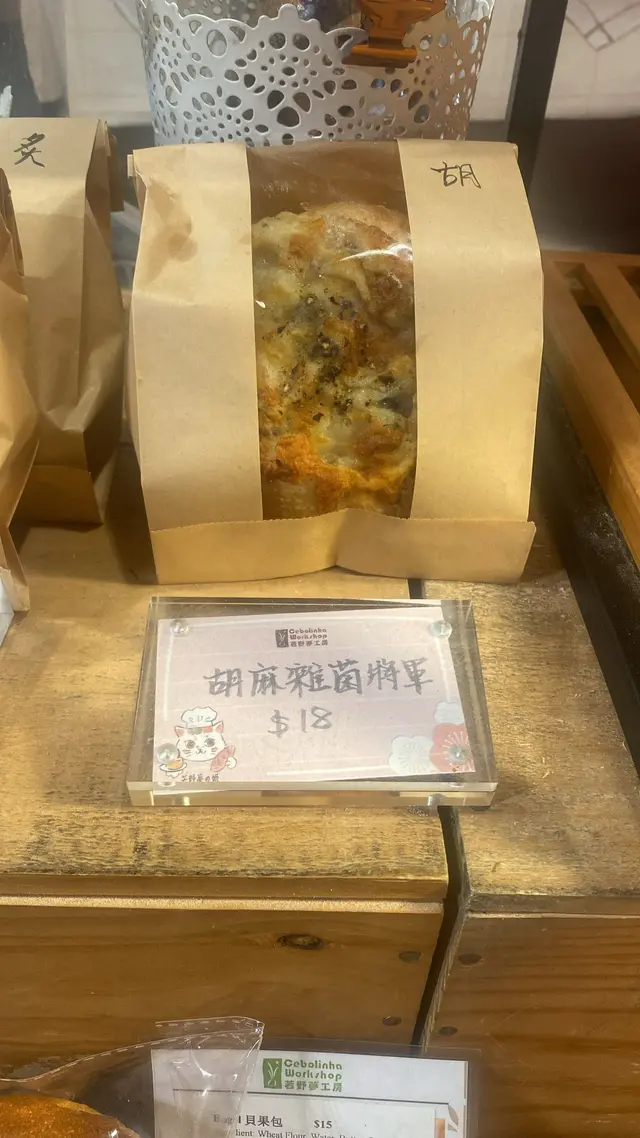 炙
胡
Cebolinha
Workshop
若野夢工房
胡麻雜菌將軍
$18
Cebolinha
Workshop
若野夢工房
貝果包 $15
Wheat Flour, Water,